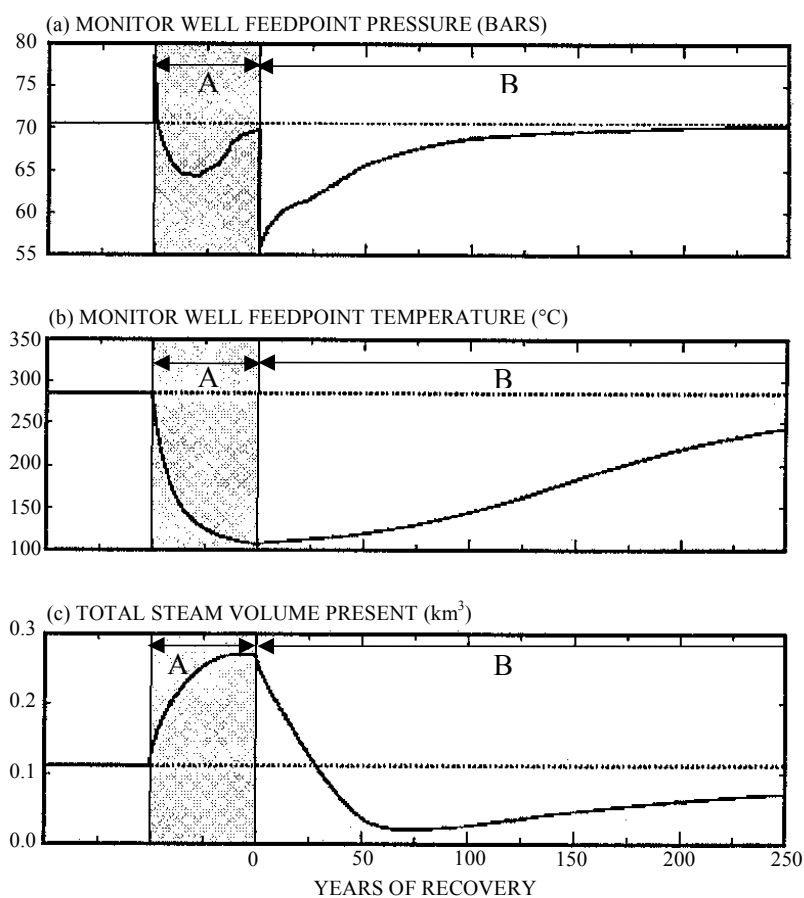 (a) MONITOR WELL FEEDPOINT PRESSURE (BARS)
80
75
70
65
60
55
A
B
(b) MONITOR WELL FEEDPOINT TEMPERATURE (°C)
350
300
250
200
150
100
A
B
(c) TOTAL STEAM VOLUME PRESENT (km³)
0.3
0.2
0.1
0.0
A
B
0 50 100 150 200 250
YEARS OF RECOVERY